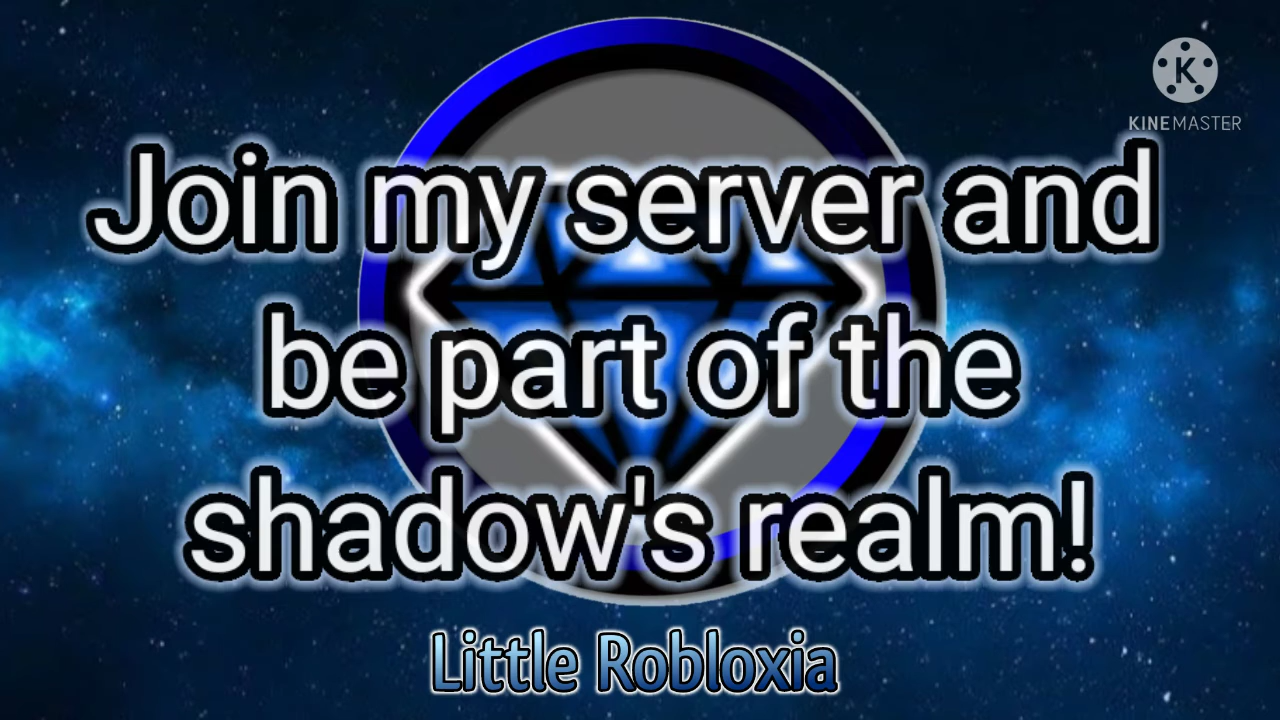 K
KINEMASTER
Join my server and
be part of the
shadow's realm!
Little Robloxia